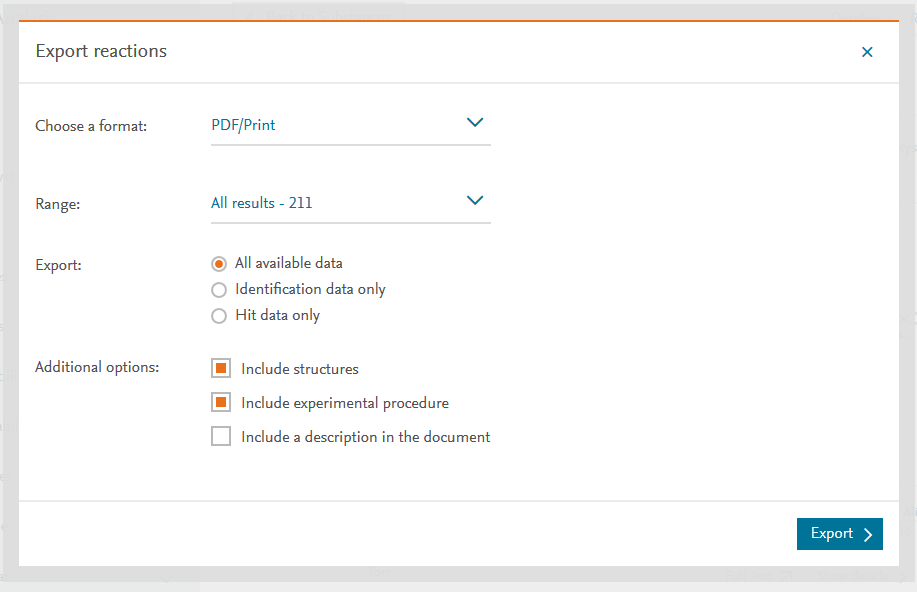 Export reactions
Choose a format:
PDF/Print
Range:
All results - 211
Export:
All available data
Identification data only
Hit data only
Additional options:
Include structures
Include experimental procedure
Include a description in the document
Export